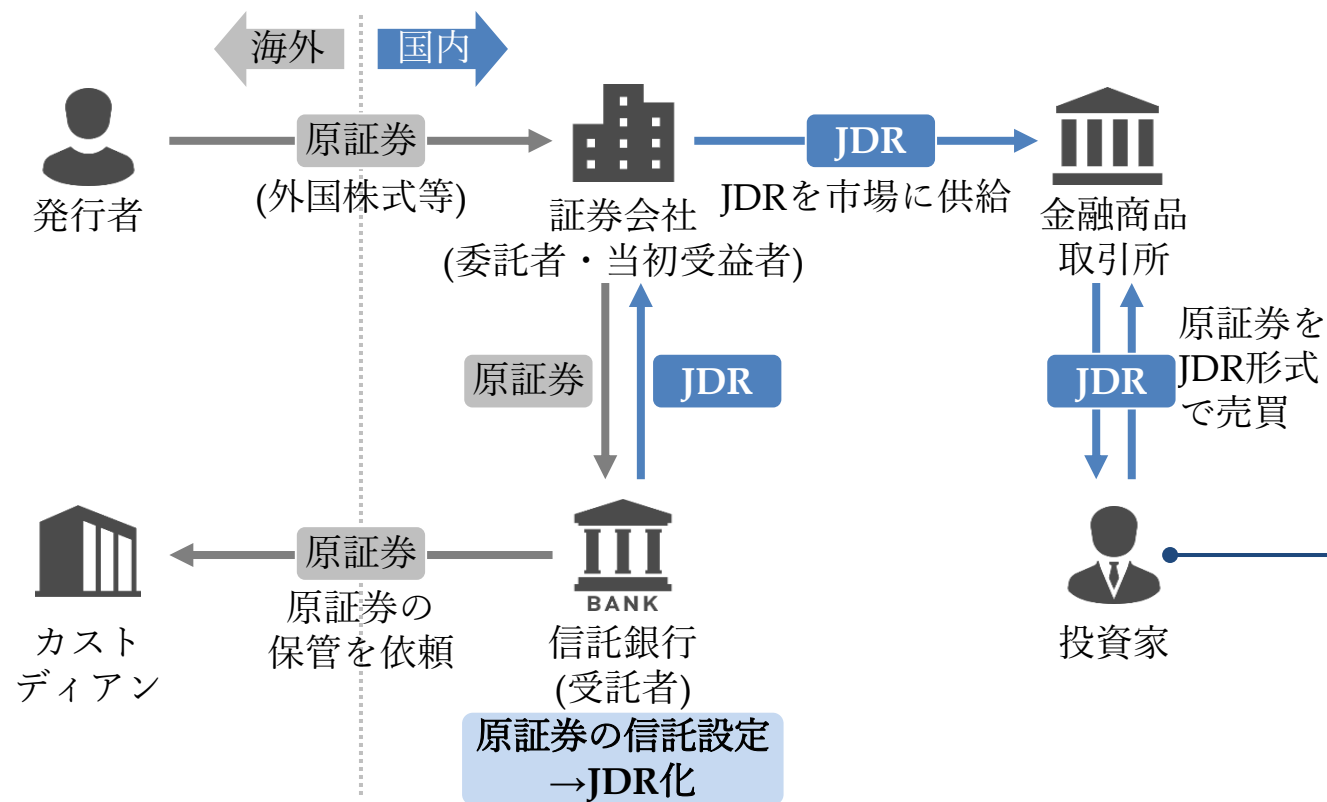 海外
国内
原証券
(外国株式等)
発行者
証券会社
(委託者・当初受益者)
JDR
JDRを市場に供給
金融商品
取引所
原証券
JDR
JDR
原証券を
JDR形式
で売買
原証券
原証券の
保管を依頼
カスト
ディアン
BANK
信託銀行
(受託者)
原証券の信託設定
→JDR化
投資家